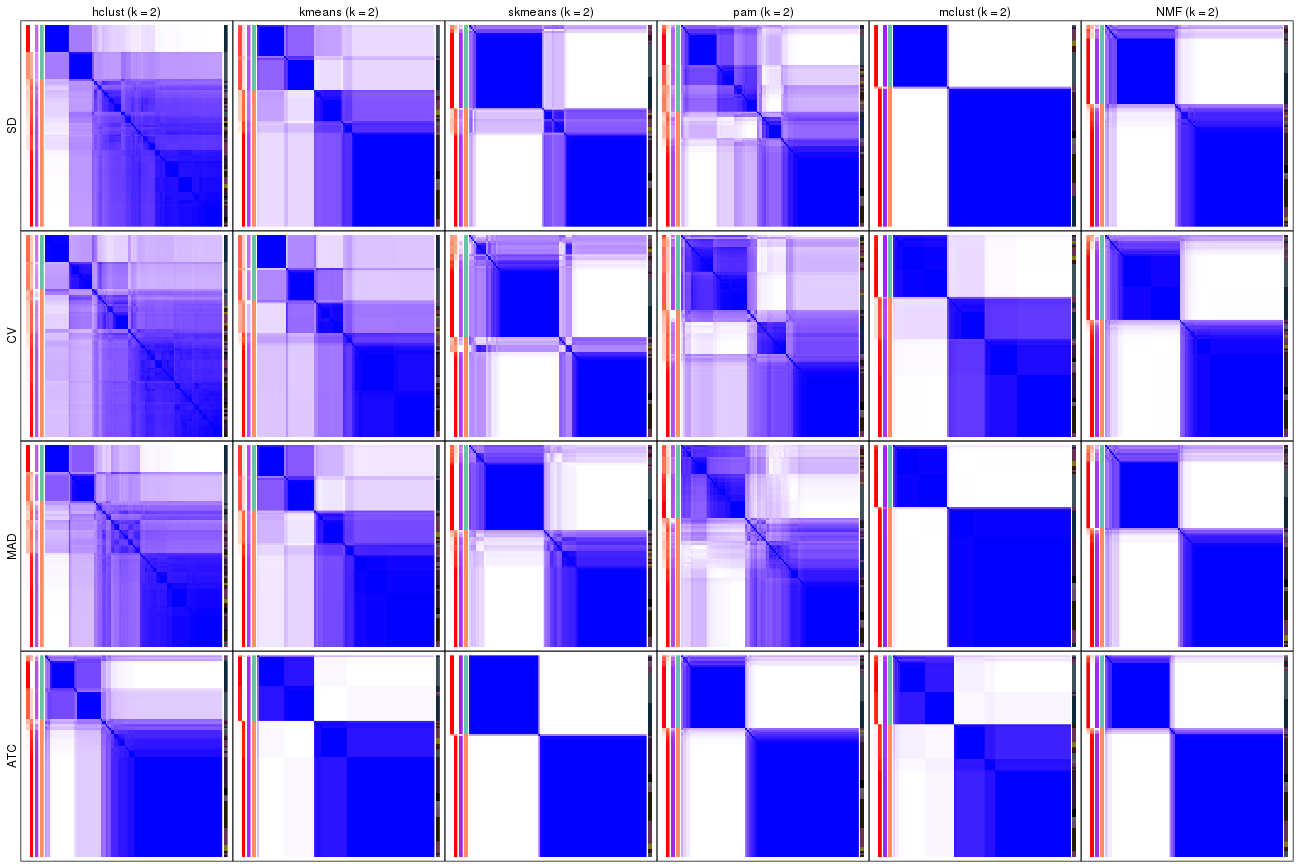 hclust (k = 2) kmeans (k = 2) skmeans (k = 2) pam (k = 2) mclust (k = 2) NMF (k = 2)
SD
CV
MAD
ATC